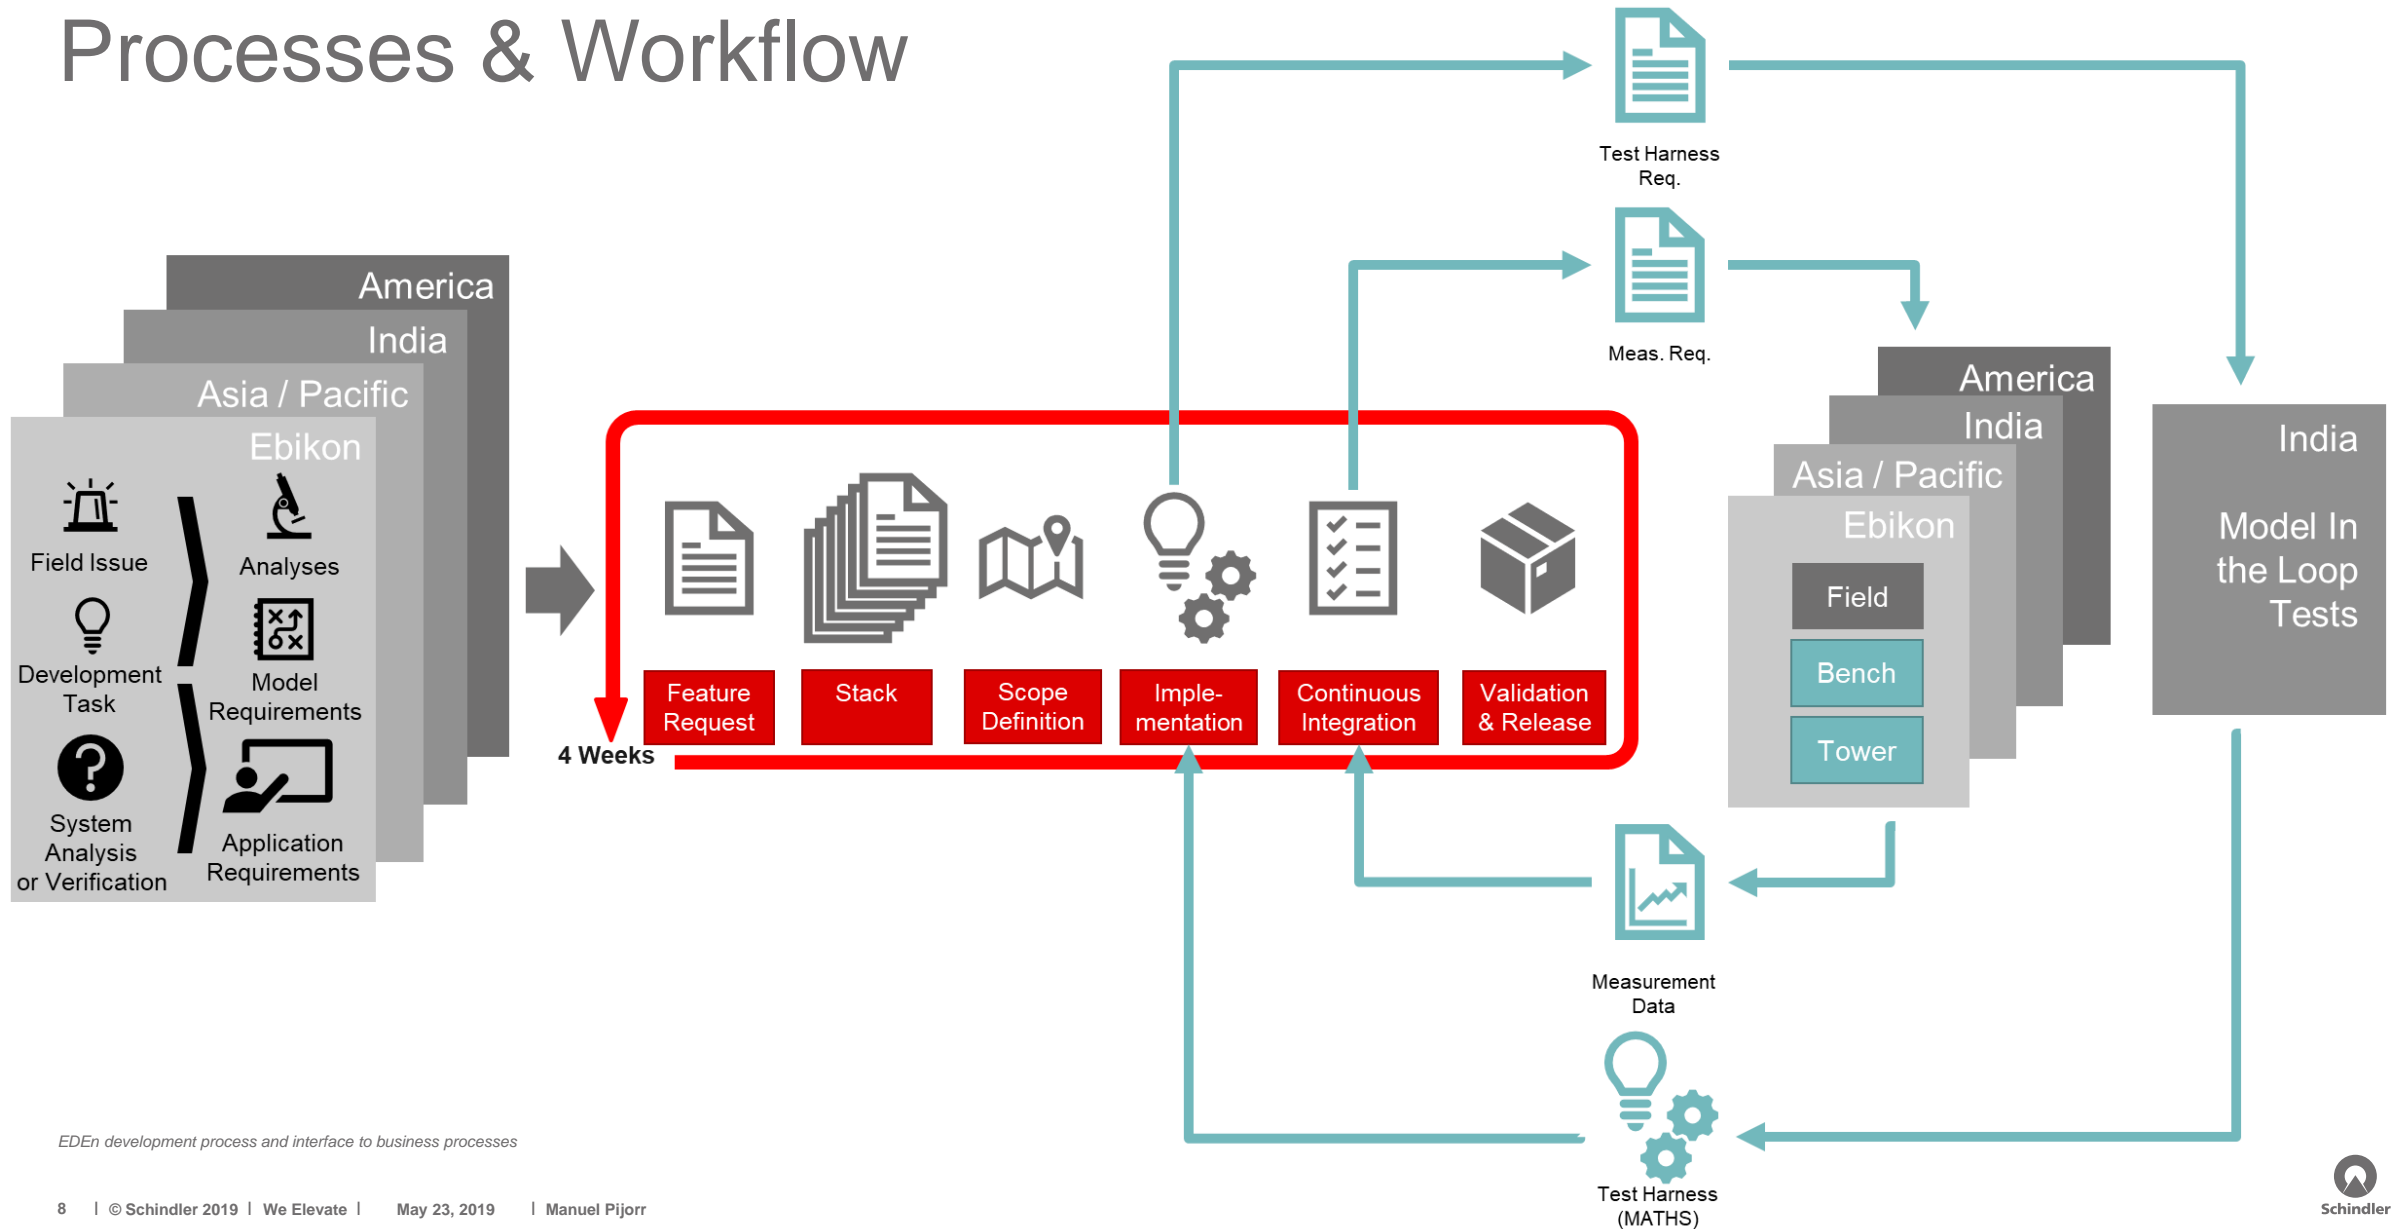 Processes & Workflow
Test Harness
Req.
Meas. Req.
America
India
Asia / Pacific
Ebikon
Field Issue
Analyses
Development
Task
Model
Requirements
System
Analysis
or Verification
Application
Requirements
4 Weeks
Feature
Request
Stack
Scope
Definition
Imple-
mentation
Continuous
Integration
Validation
& Release
America
India
Asia / Pacific
Ebikon
Field
Bench
Tower
India
Model In
the Loop
Tests
Measurement
Data
Test Harness
(MATHS)
EDEn development process and interface to business processes
8 | © Schindler 2019 | We Elevate | May 23, 2019 | Manuel Pijorr
Schindler